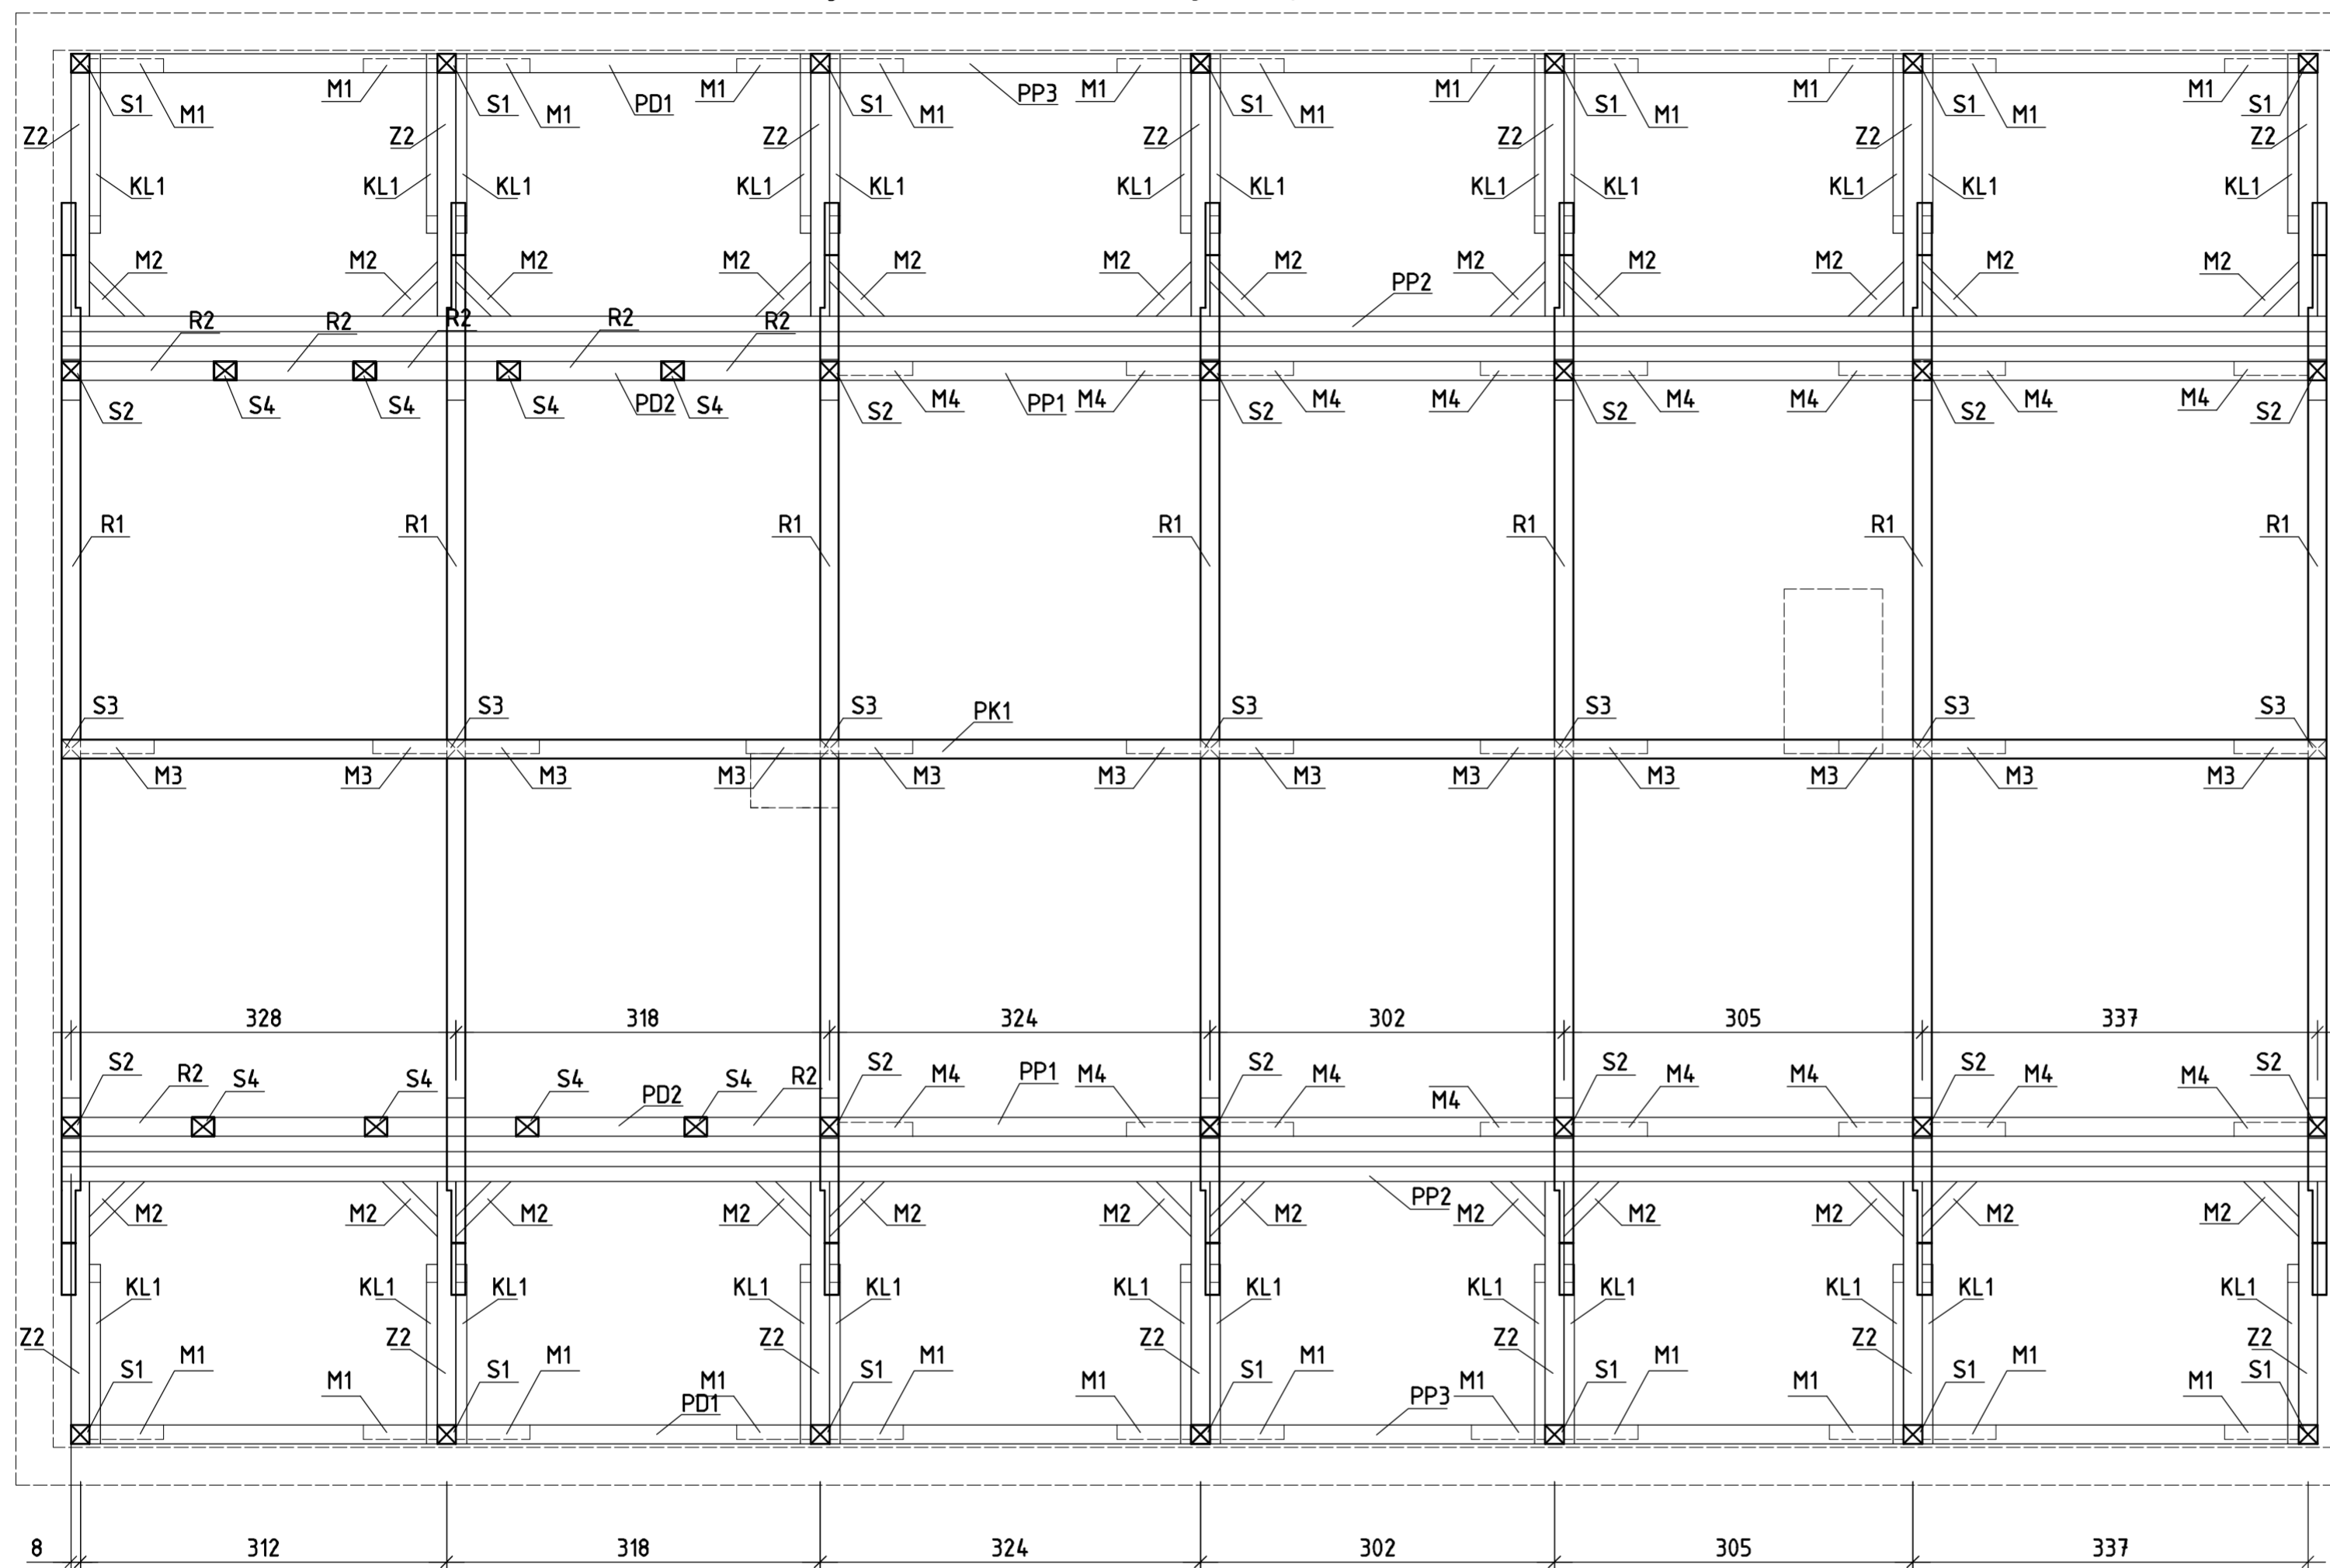 M1 M1 M1 PD1 M1 M1 PP3 M1 M1 M1 M1 M1 M1 M1
S1 S1 S1 S1 S1 S1 S1
Z2 Z2 Z2 Z2 Z2 Z2 Z2
KL1 KL1 KL1 KL1 KL1 KL1 KL1 KL1 KL1 KL1 KL1 KL1
M2 M2 M2 M2 M2 M2 M2 M2 M2 M2 M2 M2
PP2
R2 R2 R2 R2 R2
S2 S4 S4 S4 PD2 S4 S2 M4 PP1 M4 S2 M4 M4 S2 M4 M4 S2 M4 M4 S2
R1 R1 R1 R1 R1 R1 R1
S3 S3 S3 PK1 S3 S3 S3 S3
M3 M3 M3 M3 M3 M3 M3 M3 M3 M3 M3 M3
328 318 324 302 305 337
S2 R2 S4 S4 S4 PD2 S4 R2 S2 M4 PP1 M4 S2 M4 M4 S2 M4 M4 S2 M4 M4 S2
M2 M2 M2 M2 M2 M2 M2 PP2 M2 M2 M2 M2 M2
KL1 KL1 KL1 KL1 KL1 KL1 KL1 KL1 KL1 KL1 KL1 KL1
Z2 Z2 Z2 Z2 Z2 Z2 Z2
S1 M1 M1 S1 M1 PD1 M1 S1 M1 M1 S1 M1 PP3 M1 S1 M1 M1 S1 M1 M1 S1
8 312 318 324 302 305 337